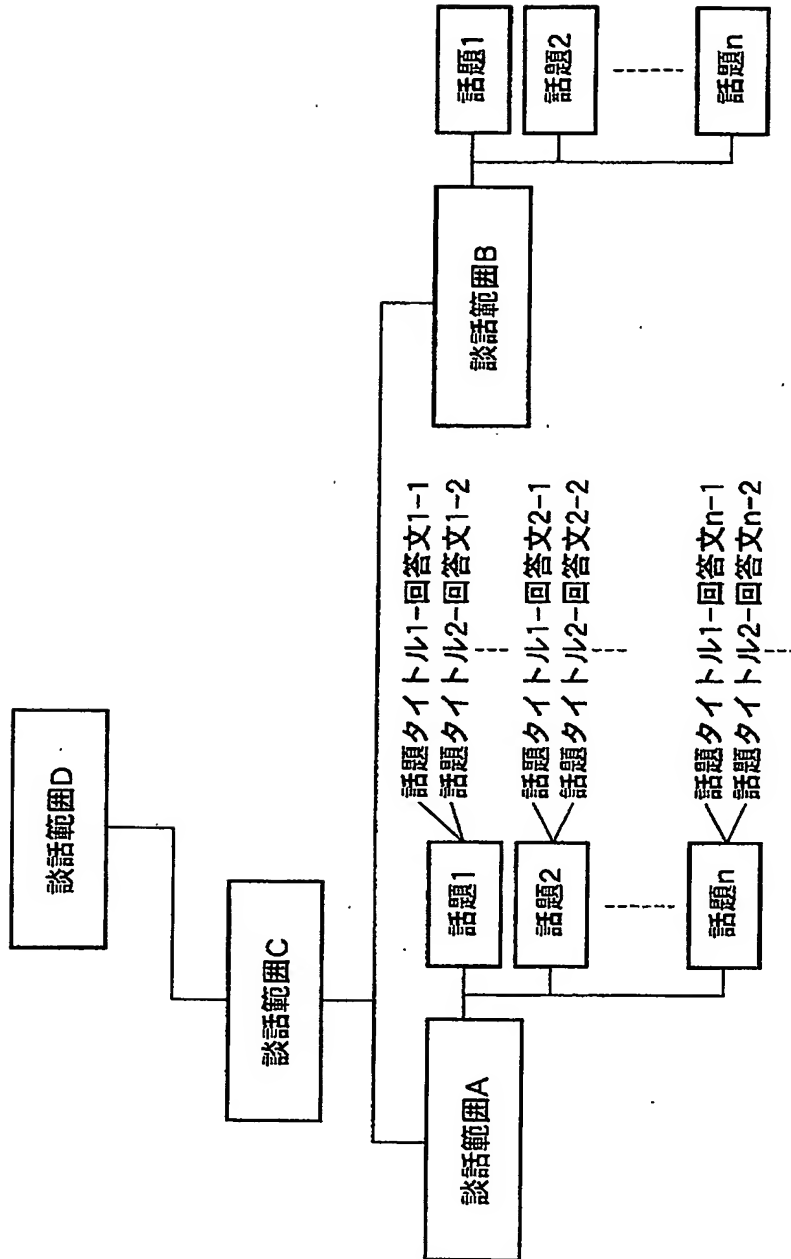 談話範囲D
談話範囲C
談話範囲A
話題1
話題タイトル1-回答文1-1
話題タイトル2-回答文1-2
話題2
話題タイトル1-回答文2-1
話題タイトル2-回答文2-2
話題n
話題タイトル1-回答文n-1
話題タイトル2-回答文n-2
談話範囲B
話題1
話題2
話題n